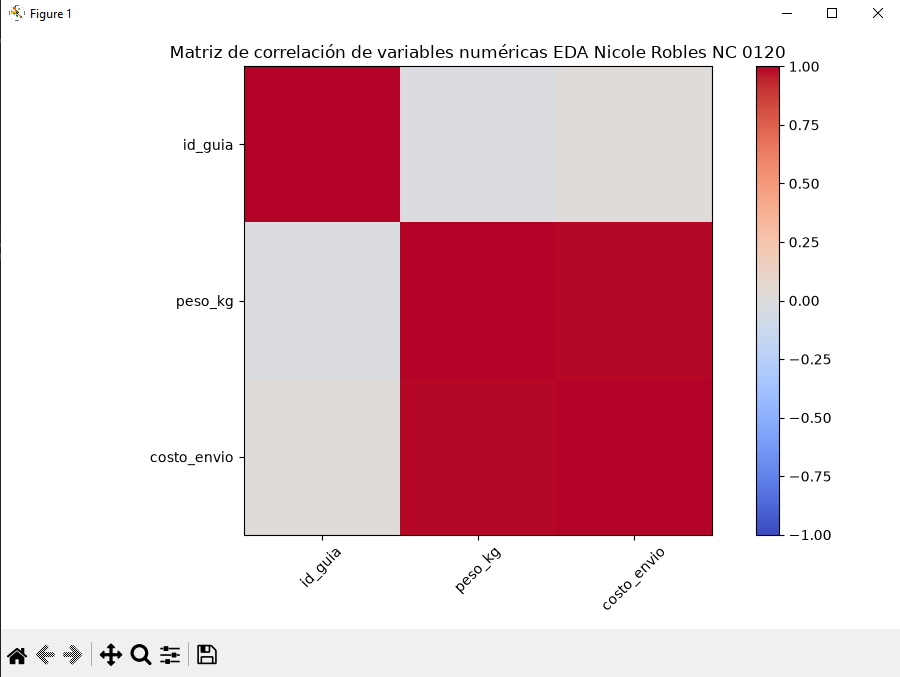 Figure 1
Matriz de correlación de variables numéricas EDA Nicole Robles NC 0120
id_guia
peso_kg
costo_envio
id_guia
peso_kg
costo_envio
1.00
0.75
0.50
0.25
0.00
−0.25
−0.50
−0.75
−1.00